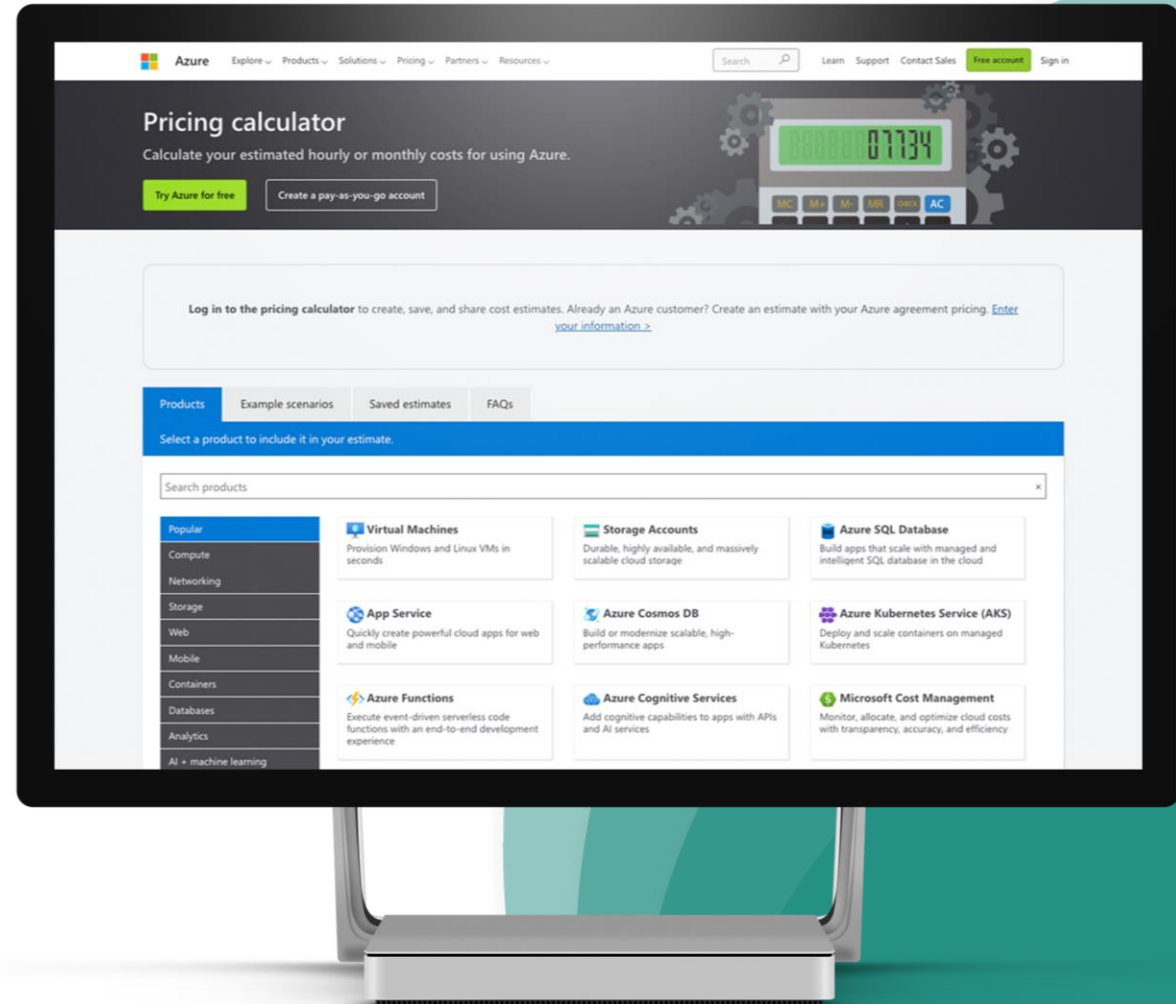 Azure Explore Products Solutions Pricing Partners Resources Search Learn Support Contact Sales Free account Sign in
Pricing calculator
Calculate your estimated hourly or monthly costs for using Azure.
Try Azure for free Create a pay-as-you-go account
07734
MC M+ M- MR CHECK AC
Log in to the pricing calculator to create, save, and share cost estimates. Already an Azure customer? Create an estimate with your Azure agreement pricing. Enter
your information >
Products Example scenarios Saved estimates FAQs
Select a product to include it in your estimate.
Search products ×
Popular
Compute
Networking
Storage
Web
Mobile
Containers
Databases
Analytics
AI + machine learning
Virtual Machines
Provision Windows and Linux VMs in
seconds
Storage Accounts
Durable, highly available, and massively
scalable cloud storage
Azure SQL Database
Build apps that scale with managed and
intelligent SQL database in the cloud
App Service
Quickly create powerful cloud apps for web
and mobile
Azure Cosmos DB
Build or modernize scalable, high-
performance apps
Azure Kubernetes Service (AKS)
Deploy and scale containers on managed
Kubernetes
Azure Functions
Execute event-driven serverless code
functions with an end-to-end development
experience
Azure Cognitive Services
Add cognitive capabilities to apps with APIs
and AI services
Microsoft Cost Management
Monitor, allocate, and optimize cloud costs
with transparency, accuracy, and efficiency